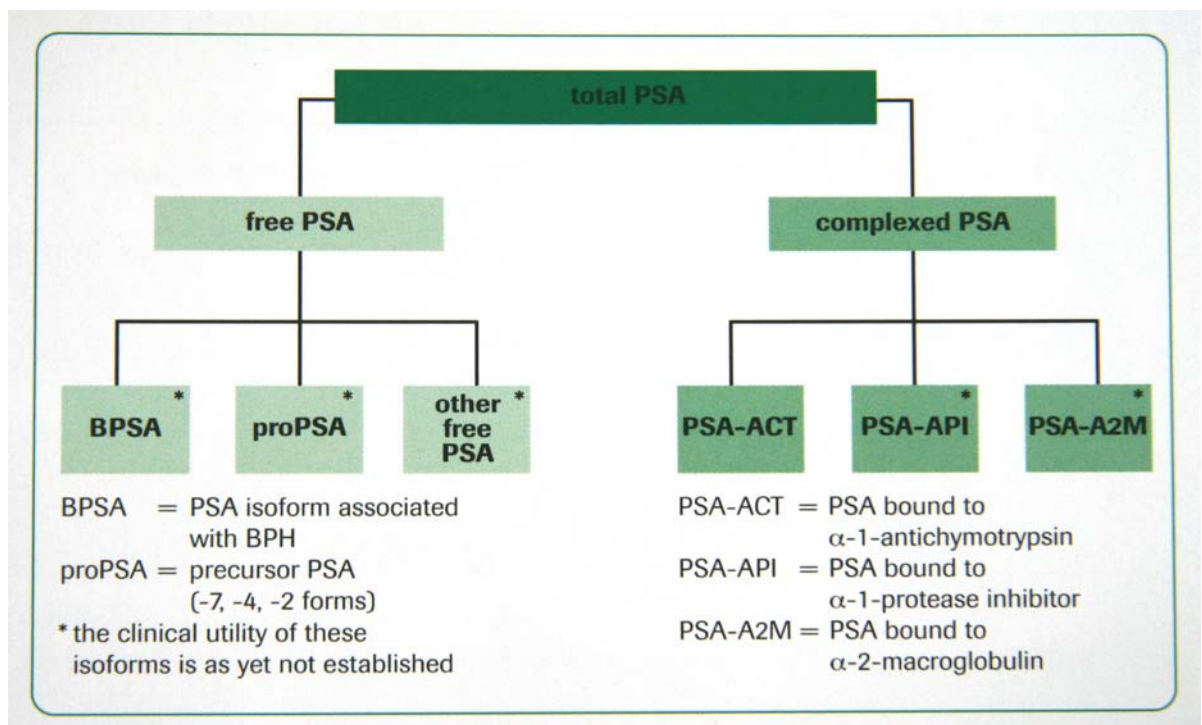 total PSA
free PSA
complexed PSA
BPSA *
proPSA *
other *
free
PSA
PSA-ACT
PSA-API *
PSA-A2M *
BPSA = PSA isoform associated
with BPH
proPSA = precursor PSA
(-7, -4, -2 forms)
* the clinical utility of these
isoforms is as yet not established
PSA-ACT = PSA bound to
α-1-antichymotrypsin
PSA-API = PSA bound to
α-1-protease inhibitor
PSA-A2M = PSA bound to
α-2-macroglobulin